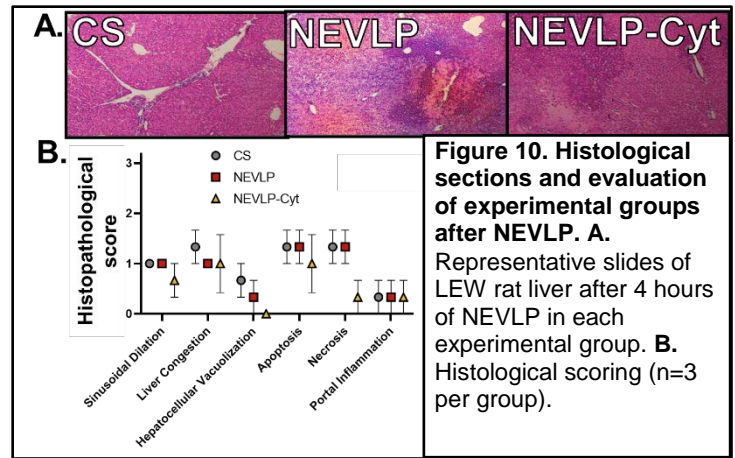 A. CS NEVLP NEVLP-Cyt
B.
Histopathological
score
3
2
1
0
CS
NEVLP
NEVLP-Cyt
Sinusoidal Dilation
Liver Congestion
Hepatocellular Vacuolization
Apoptosis
Necrosis
Portal Inflammation
Figure 10. Histological
sections and evaluation
of experimental groups
after NEVLP. A.
Representative slides of
LEW rat liver after 4 hours
of NEVLP in each
experimental group. B.
Histological scoring (n=3
per group).